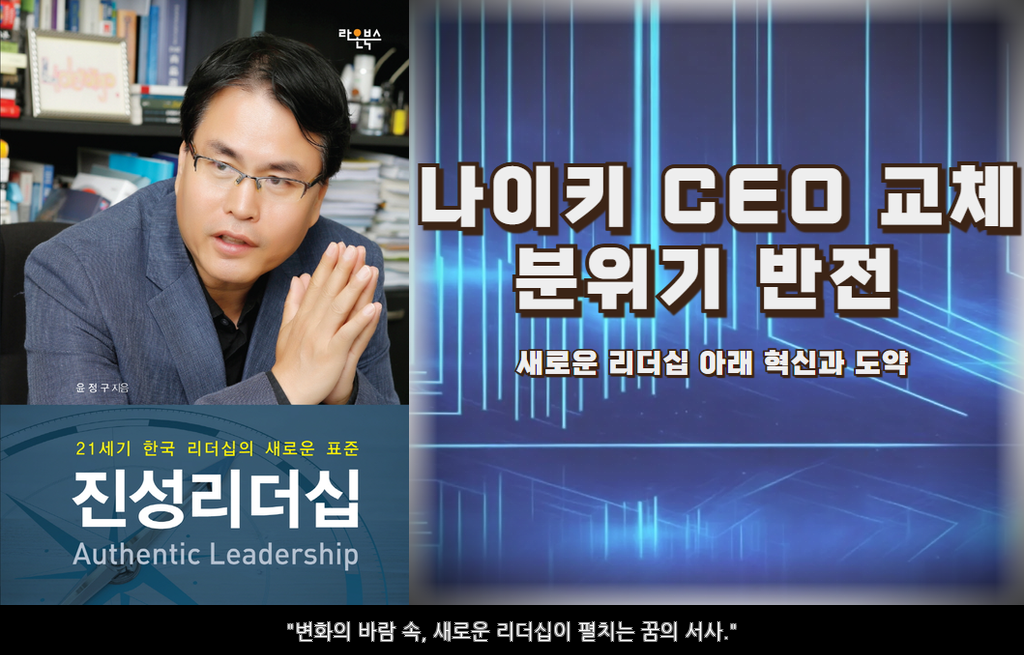 라온북스
윤정구 지음
21세기 한국 리더십의 새로운 표준
진성리더십
Authentic Leadership
나이키 CEO 교체
분위기 반전
새로운 리더십 아래 혁신과 도약
"변화의 바람 속, 새로운 리더십이 펼치는 꿈의 서사."